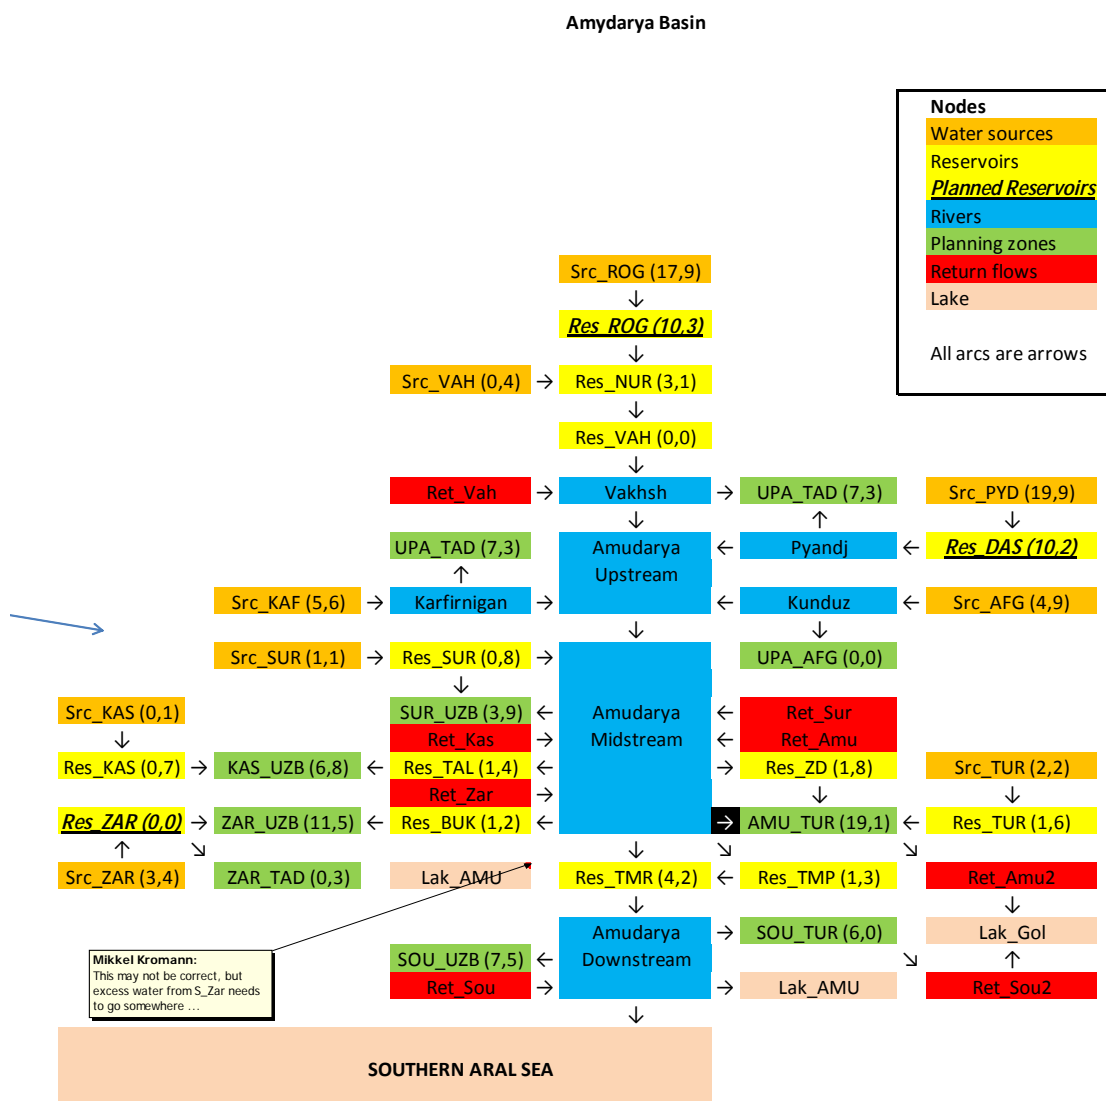 Amydarya Basin
Nodes
Water sources
Reservoirs
Planned Reservoirs
Rivers
Planning zones
Return flows
Lake
All arcs are arrows
Src_ROG (17,9)
Res_ROG (10,3)
Src_VAH (0,4) Res_NUR (3,1)
Res_VAH (0,0)
Ret_Vah Vakhsh UPA_TAD (7,3) Src_PYD (19,9)
UPA_TAD (7,3) Amudarya Pyandj Res_DAS (10,2)
Upstream
Src_KAF (5,6) Karfirnigan Kunduz Src_AFG (4,9)
Src_SUR (1,1) Res_SUR (0,8) UPA_AFG (0,0)
Src_KAS (0,1) SUR_UZB (3,9) Amudarya Ret_Sur
Ret_Kas Midstream Ret_Amu
Res_KAS (0,7) KAS_UZB (6,8) Res_TAL (1,4) Res_ZD (1,8) Src_TUR (2,2)
Ret_Zar
Res_ZAR (0,0) ZAR_UZB (11,5) Res_BUK (1,2) AMU_TUR (19,1) Res_TUR (1,6)
Src_ZAR (3,4) ZAR_TAD (0,3) Lak_AMU Res_TMR (4,2) Res_TMP (1,3) Ret_Amu2
Amudarya SOU_TUR (6,0) Lak_Gol
SOU_UZB (7,5) Downstream
Ret_Sou Lak_AMU Ret_Sou2
Mikkel Kromann:
This may not be correct, but
excess water from S_Zar needs
to go somewhere ...
SOUTHERN ARAL SEA